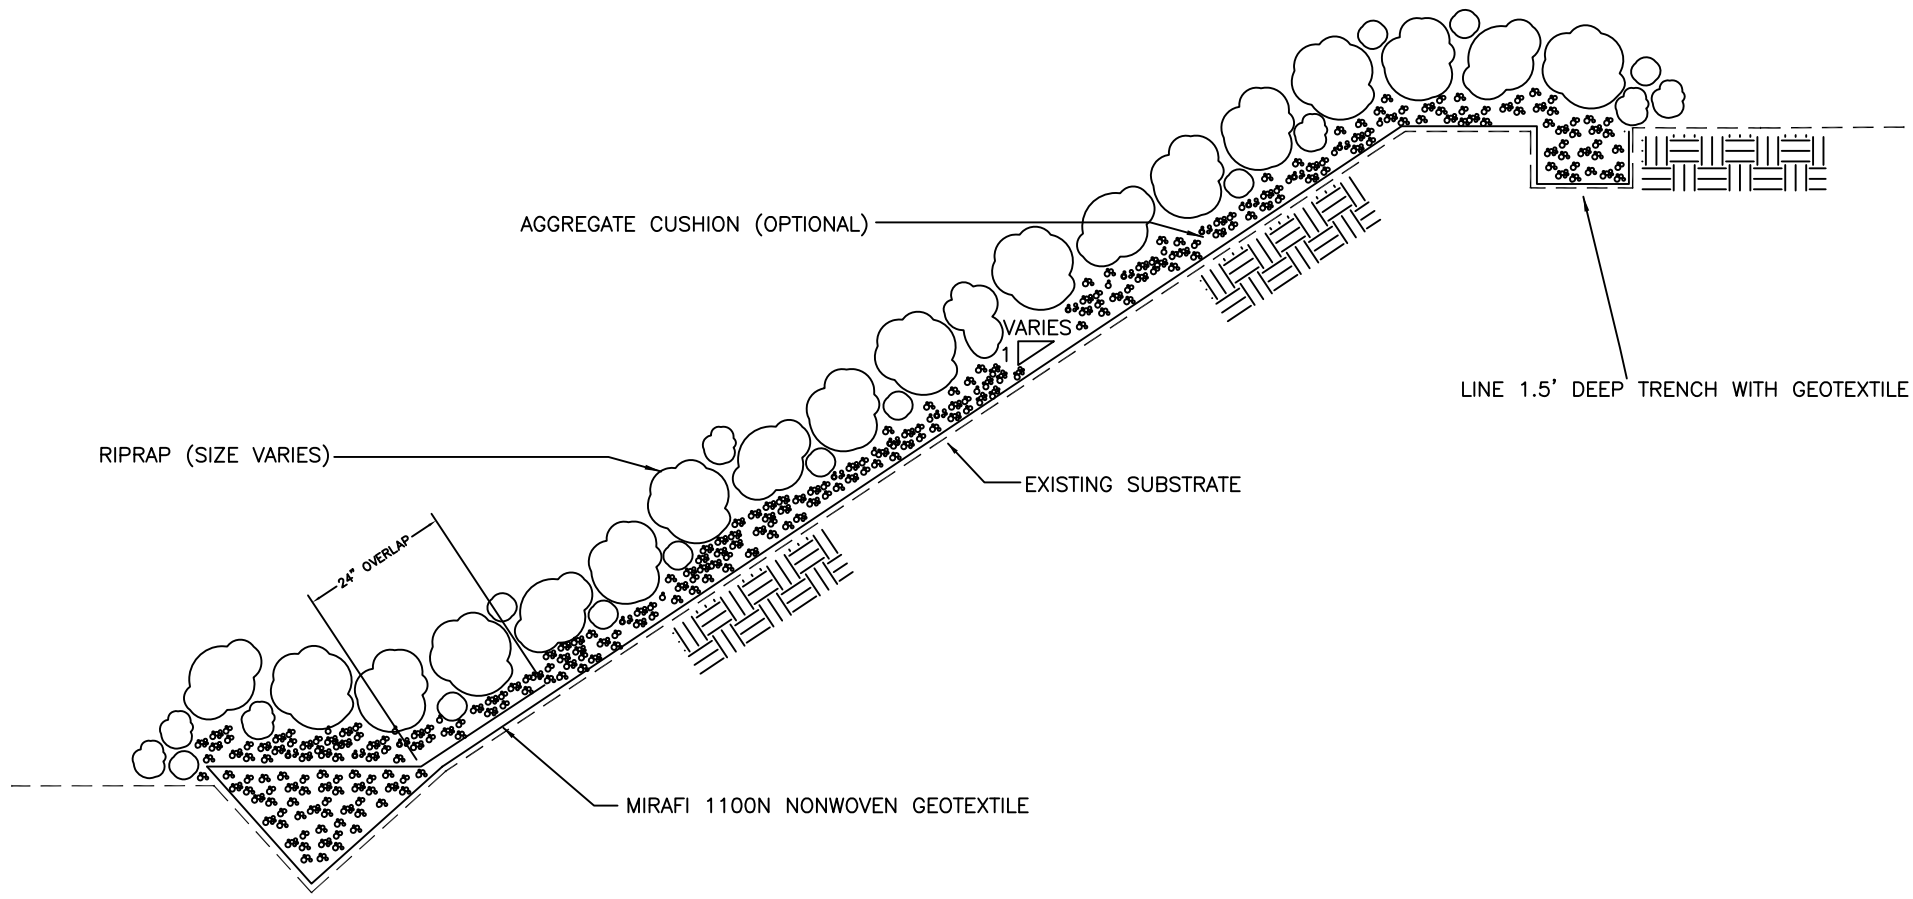 AGGREGATE CUSHION (OPTIONAL)
VARIES
1
LINE 1.5' DEEP TRENCH WITH GEOTEXTILE
RIPRAP (SIZE VARIES)
EXISTING SUBSTRATE
24" OVERLAP
MIRAFI 1100N NONWOVEN GEOTEXTILE